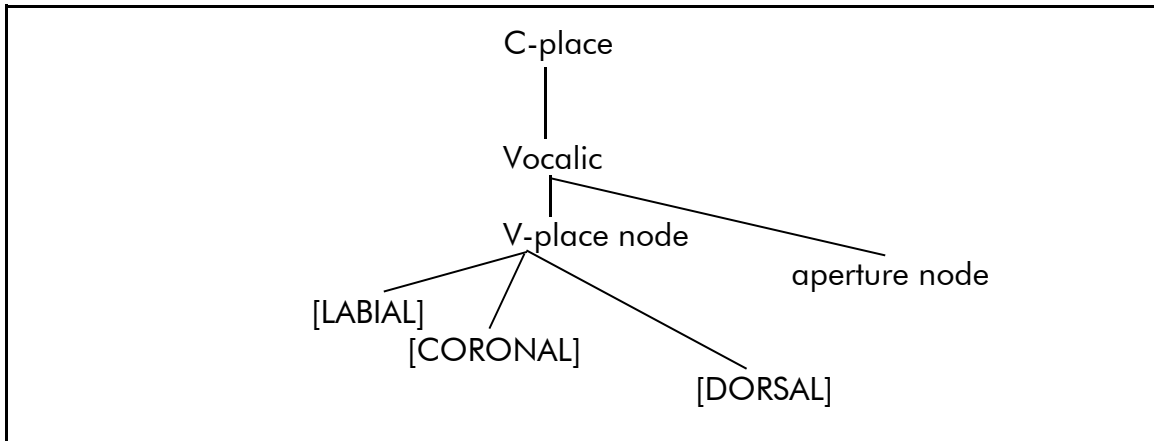 C-place
Vocalic
V-place node
aperture node
[LABIAL]
[CORONAL]
[DORSAL]